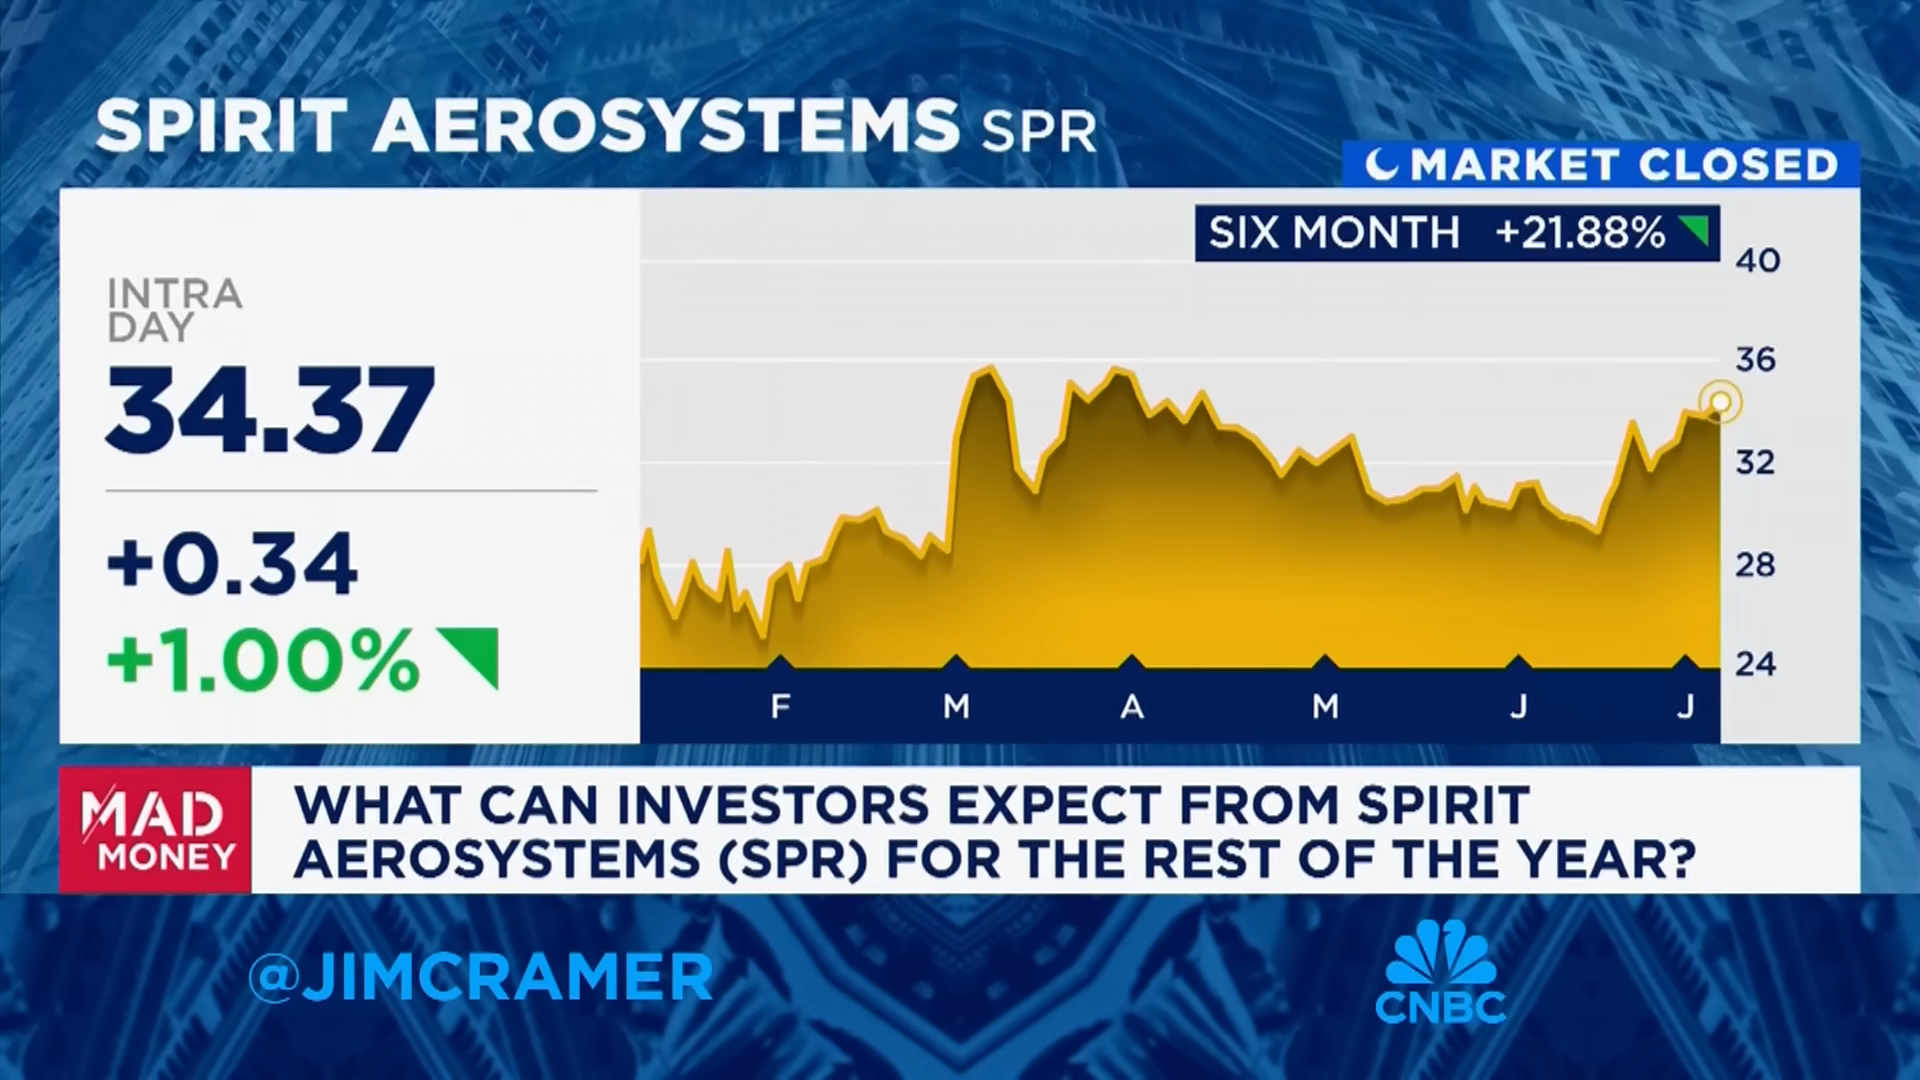 SPIRIT AEROSYSTEMS SPR
MARKET CLOSED
INTRA
DAY
34.37
+0.34
+1.00%
SIX MONTH +21.88%
40
36
32
28
24
F M A M J J
MAD
MONEY
WHAT CAN INVESTORS EXPECT FROM SPIRIT
AEROSYSTEMS (SPR) FOR THE REST OF THE YEAR?
@JIMCRAMER
CNBC